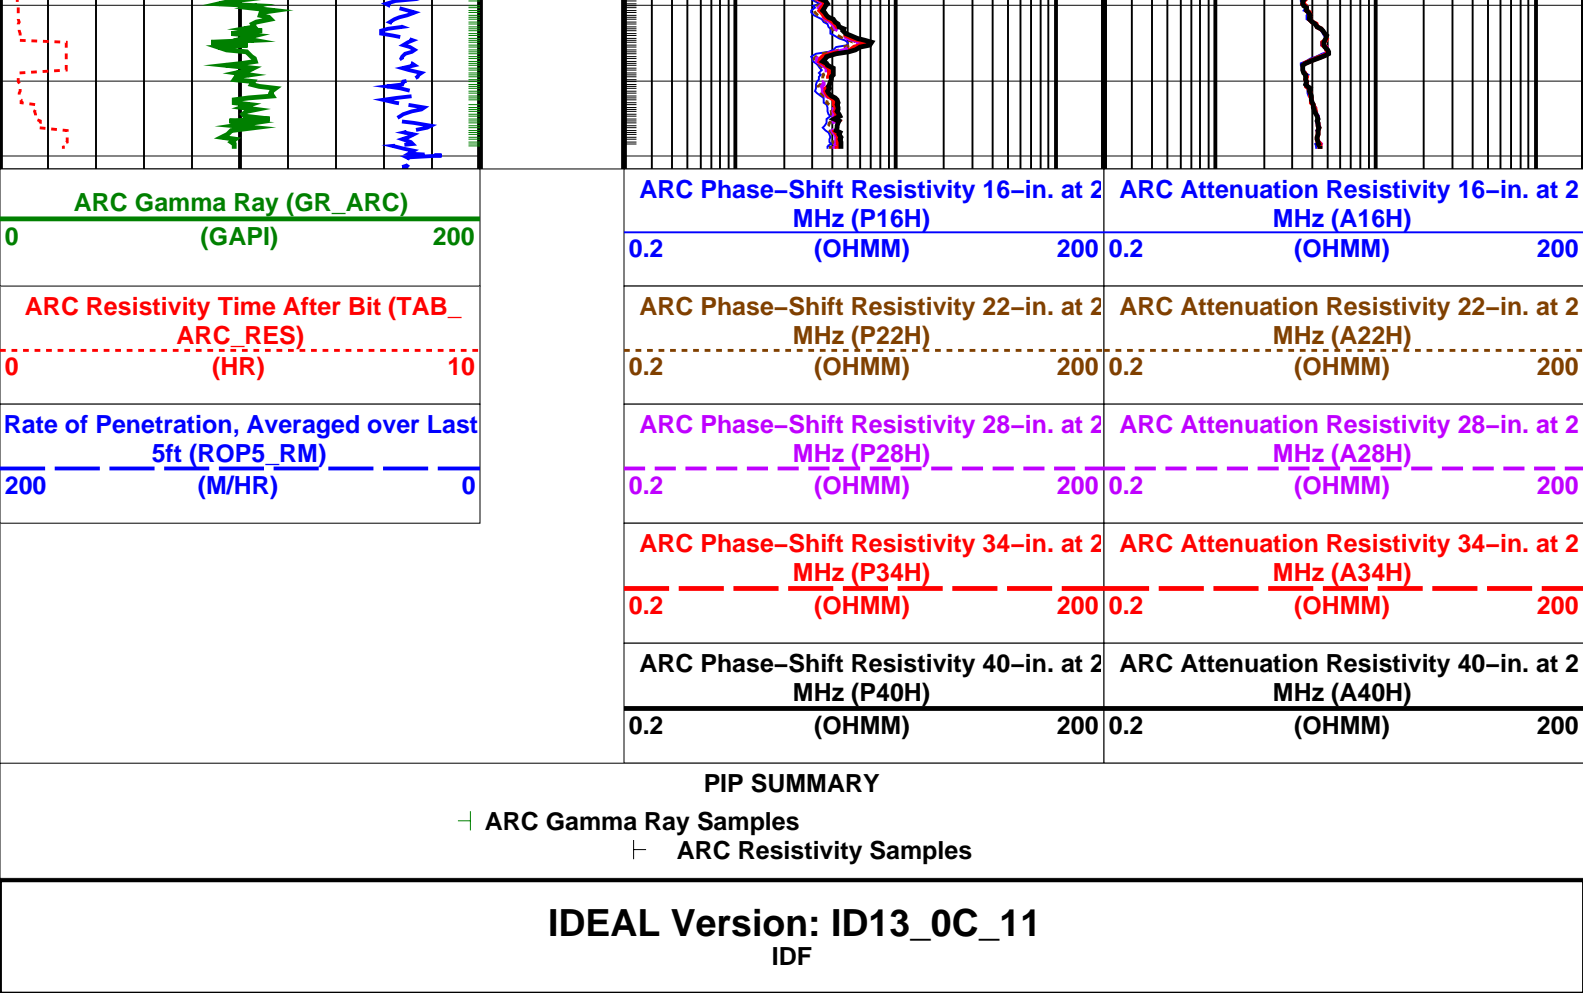 ARC Gamma Ray (GR_ARC)
0 (GAPI) 200
ARC Resistivity Time After Bit (TAB_
ARC_RES)
0 (HR) 10
Rate of Penetration, Averaged over Last
5ft (ROP5_RM)
200 (M/HR) 0
ARC Phase–Shift Resistivity 16–in. at 2
MHz (P16H)
0.2 (OHMM) 200
ARC Phase–Shift Resistivity 22–in. at 2
MHz (P22H)
0.2 (OHMM) 200
ARC Phase–Shift Resistivity 28–in. at 2
MHz (P28H)
0.2 (OHMM) 200
ARC Phase–Shift Resistivity 34–in. at 2
MHz (P34H)
0.2 (OHMM) 200
ARC Phase–Shift Resistivity 40–in. at 2
MHz (P40H)
0.2 (OHMM) 200
ARC Attenuation Resistivity 16–in. at 2
MHz (A16H)
0.2 (OHMM) 200
ARC Attenuation Resistivity 22–in. at 2
MHz (A22H)
0.2 (OHMM) 200
ARC Attenuation Resistivity 28–in. at 2
MHz (A28H)
0.2 (OHMM) 200
ARC Attenuation Resistivity 34–in. at 2
MHz (A34H)
0.2 (OHMM) 200
ARC Attenuation Resistivity 40–in. at 2
MHz (A40H)
0.2 (OHMM) 200
PIP SUMMARY
ARC Gamma Ray Samples
ARC Resistivity Samples
IDEAL Version: ID13_0C_11
IDF